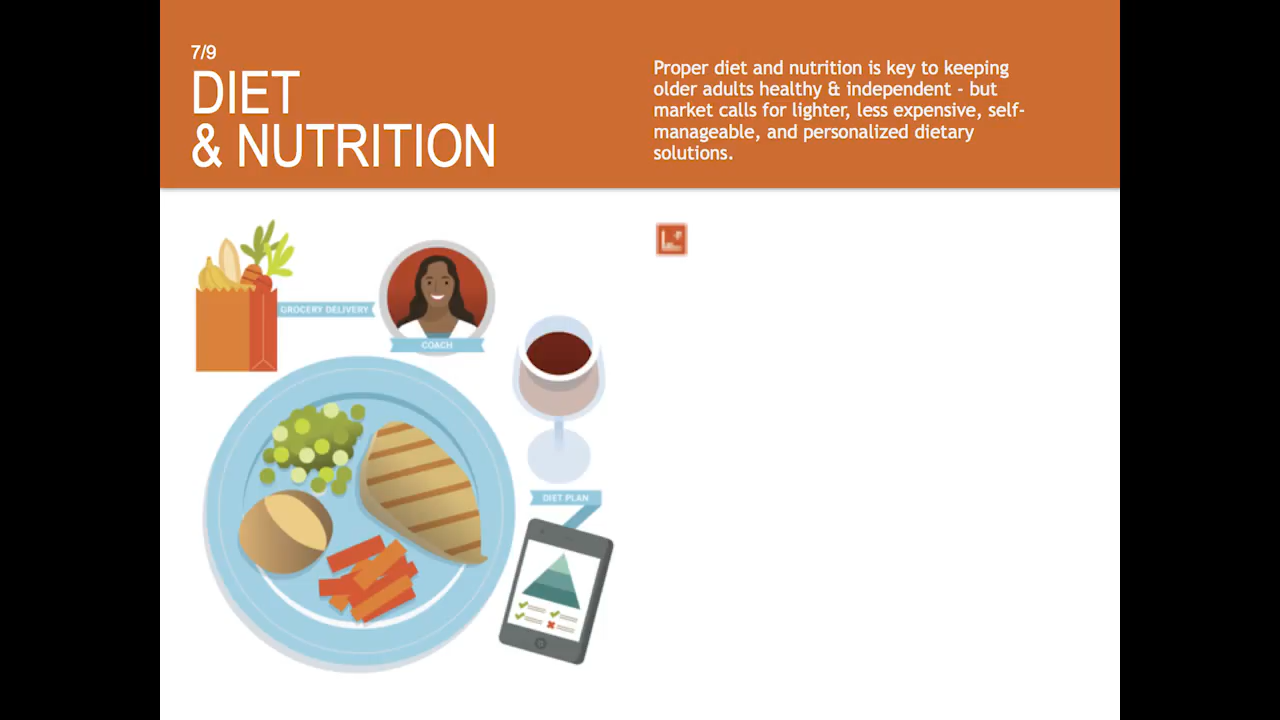 7/9
DIET
& NUTRITION
Proper diet and nutrition is key to keeping
older adults healthy & independent - but
market calls for lighter, less expensive, self-
manageable, and personalized dietary
solutions.
GROCERY DELIVERY
COACH
DIET PLAN